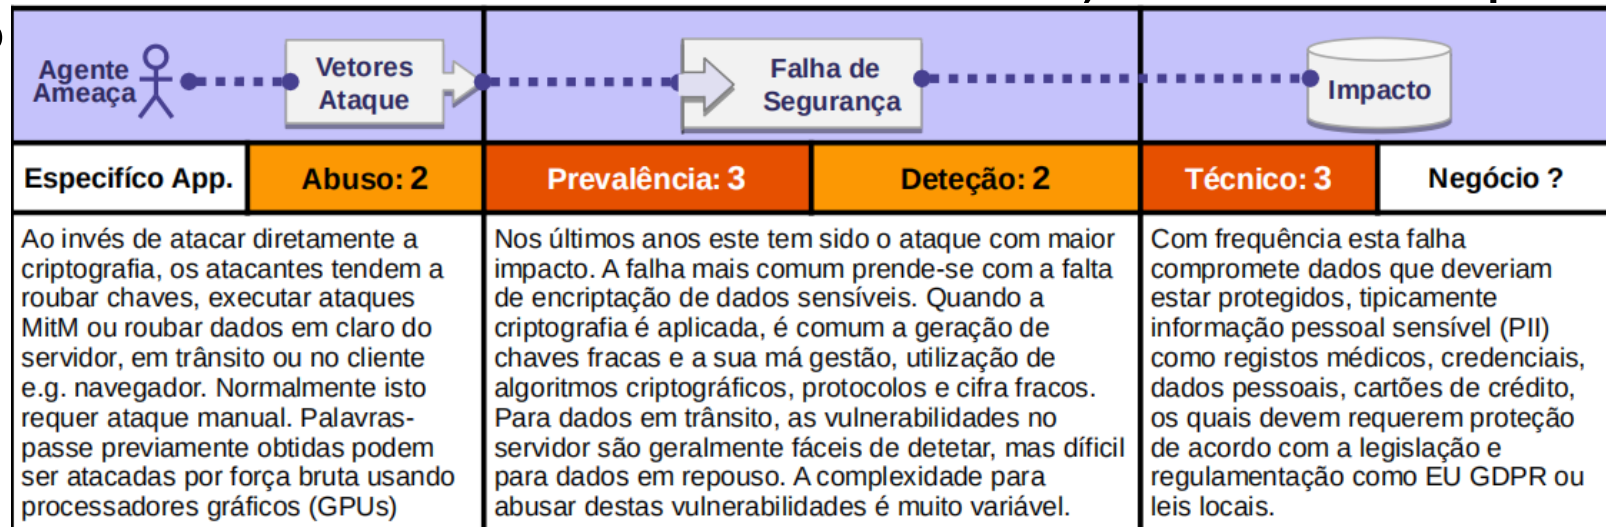 Agente
Ameaça
Vetores
Ataque
Falha de
Segurança
Impacto
Especifíco App.
Abuso: 2
Prevalência: 3
Deteção: 2
Técnico: 3
Negócio ?
Ao invés de atacar diretamente a
criptografia, os atacantes tendem a
roubar chaves, executar ataques
MitM ou roubar dados em claro do
servidor, em trânsito ou no cliente
e.g. navegador. Normalmente isto
requer ataque manual. Palavras-
passe previamente obtidas podem
ser atacadas por força bruta usando
processadores gráficos (GPUs)
Nos últimos anos este tem sido o ataque com maior
impacto. A falha mais comum prende-se com a falta
de encriptação de dados sensíveis. Quando a
criptografia é aplicada, é comum a geração de
chaves fracas e a sua má gestão, utilização de
algoritmos criptográficos, protocolos e cifra fracos.
Para dados em trânsito, as vulnerabilidades no
servidor são geralmente fáceis de detetar, mas díficil
para dados em repouso. A complexidade para
abusar destas vulnerabilidades é muito variável.
Com frequência esta falha
compromete dados que deveriam
estar protegidos, tipicamente
informação pessoal sensível (PII)
como registos médicos, credenciais,
dados pessoais, cartões de crédito,
os quais devem requerem proteção
de acordo com a legislação e
regulamentação como EU GDPR ou
leis locais.